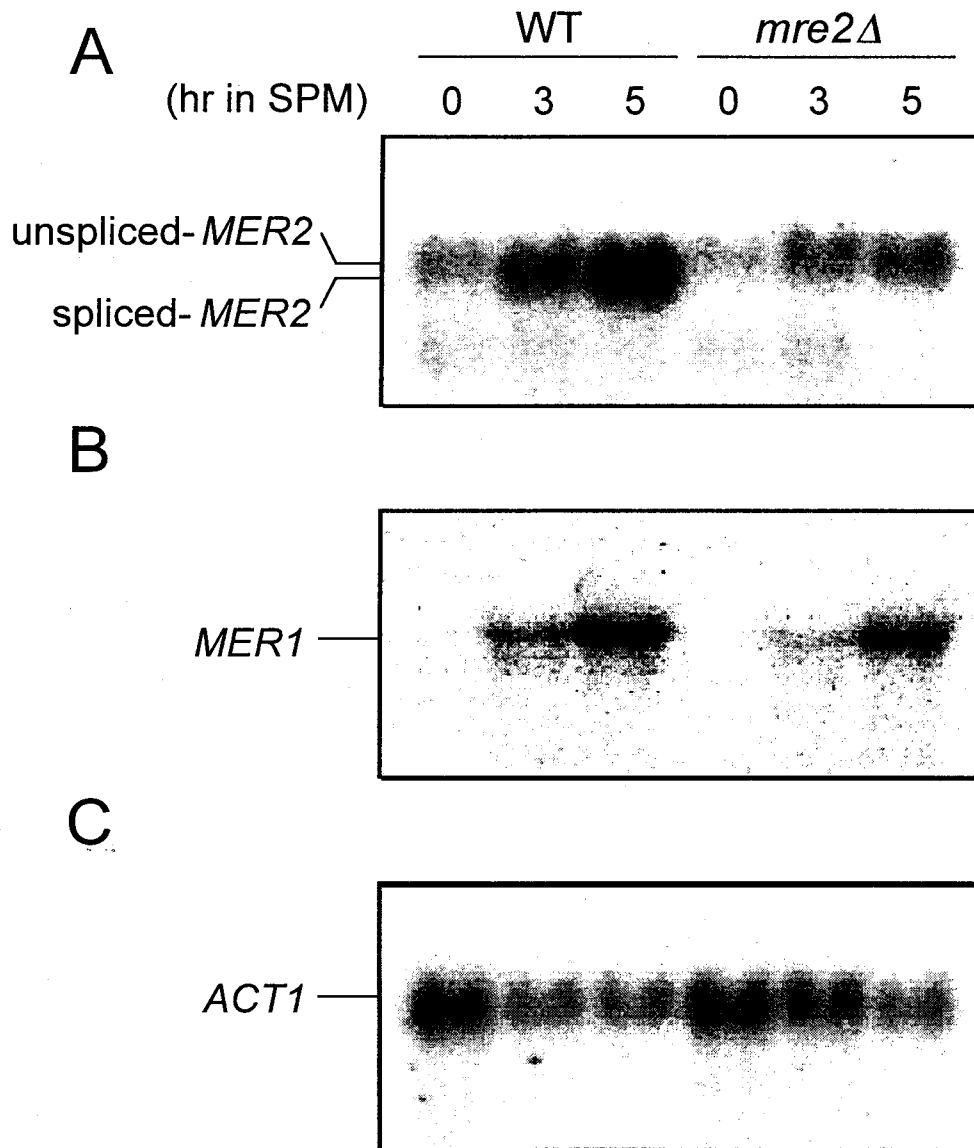 A
WT mre2Δ
(hr in SPM) 0 3 5 0 3 5
unspliced-MER2
spliced-MER2
B
MER1
C
ACT1